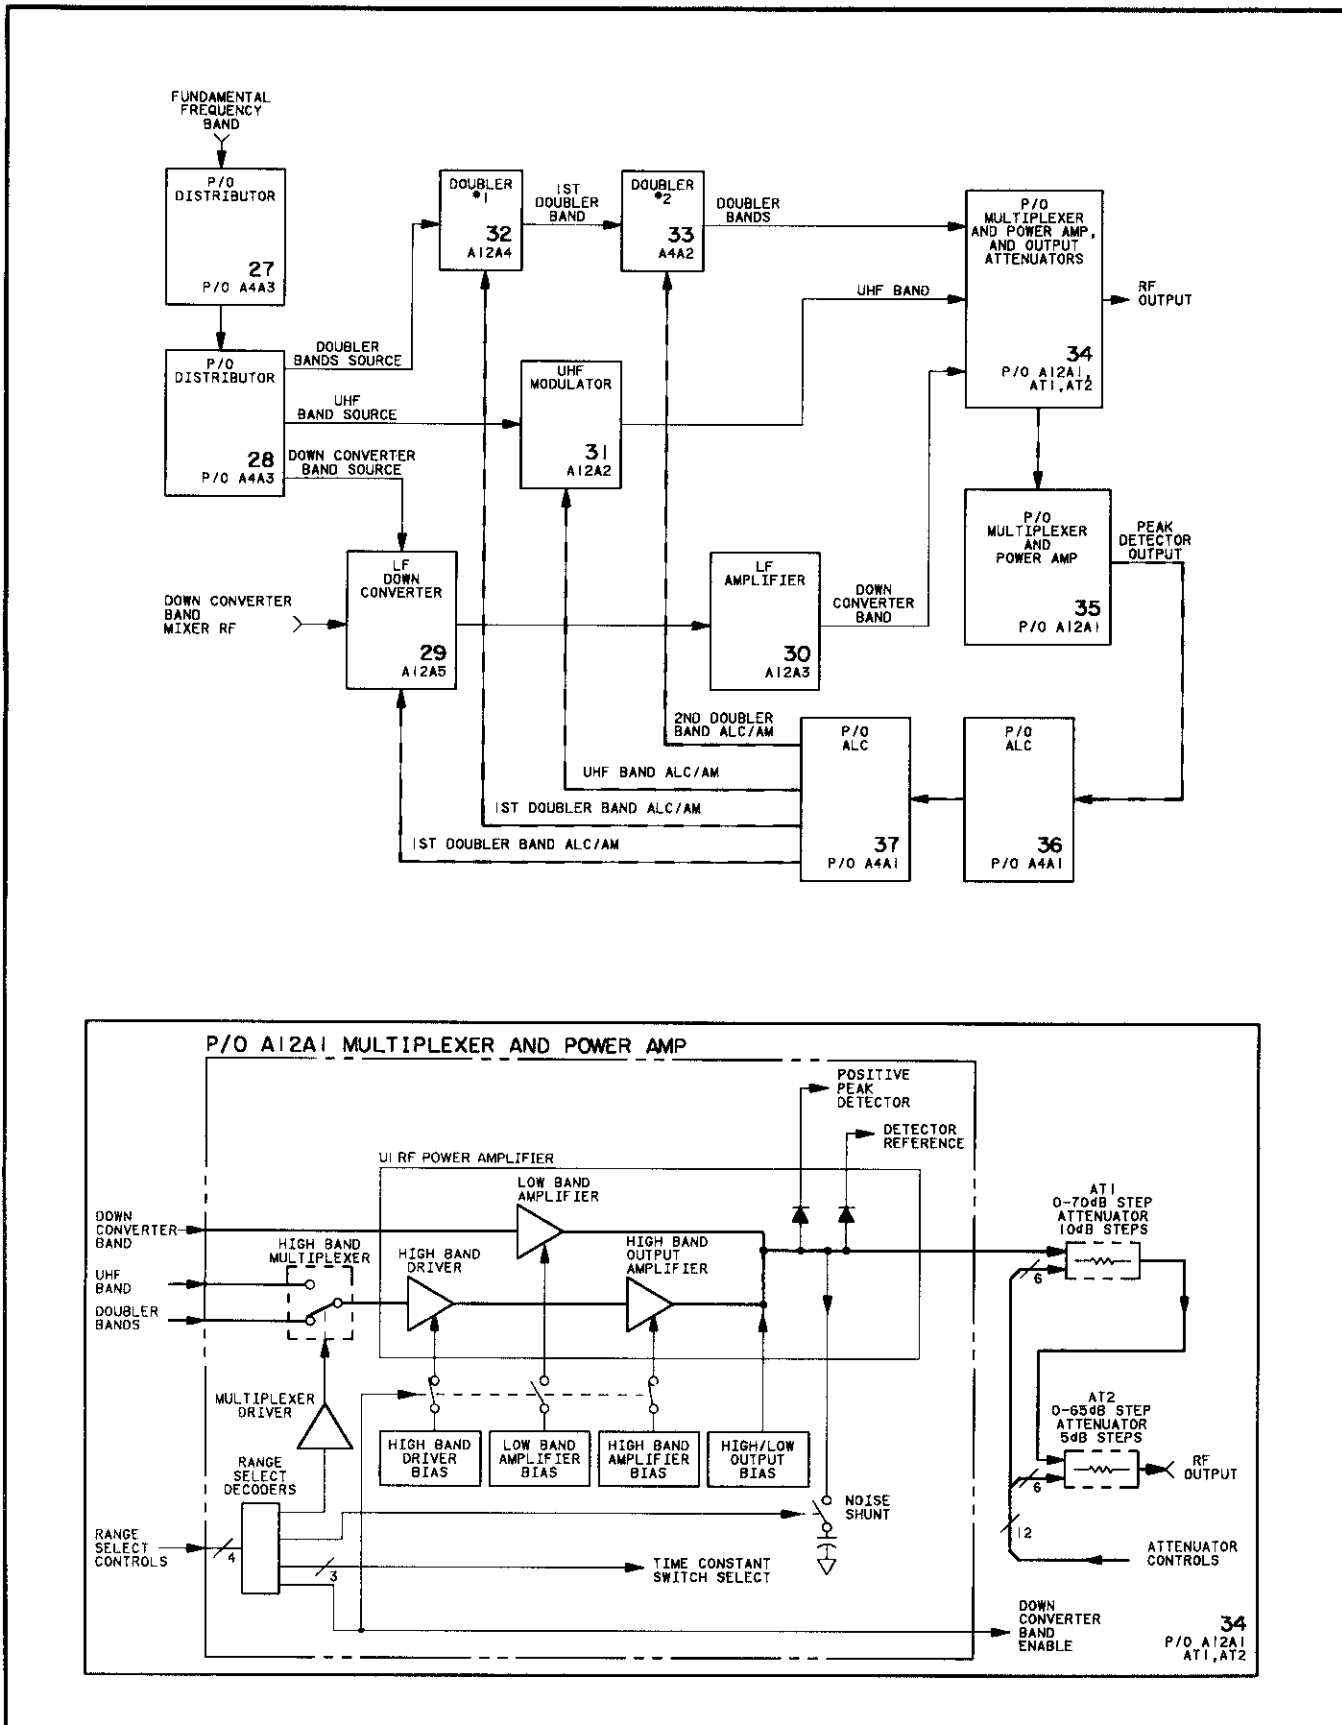 FUNDAMENTAL
FREQUENCY
BAND
P/O
DISTRIBUTOR
27
P/O A4A3
P/O
DISTRIBUTOR
28
P/O A4A3
DOUBLER
BANDS SOURCE
UHF
BAND SOURCE
DOWN CONVERTER
BAND SOURCE
DOUBLER
•1
32
A12A4
1ST
DOUBLER
BAND
DOUBLER
•2
33
A4A2
DOUBLER
BANDS
P/O
MULTIPLEXER
AND POWER AMP,
AND OUTPUT
ATTENUATORS
34
P/O A12A1,
AT1,AT2
RF
OUTPUT
UHF BAND
UHF
MODULATOR
31
A12A2
DOWN CONVERTER
BAND
MIXER RF
LF
DOWN
CONVERTER
29
A12A5
LF
AMPLIFIER
30
A12A3
DOWN
CONVERTER
BAND
P/O
MULTIPLEXER
AND
POWER AMP
35
P/O A12A1
PEAK
DETECTOR
OUTPUT
2ND DOUBLER
BAND ALC/AM
UHF BAND ALC/AM
1ST DOUBLER BAND ALC/AM
1ST DOUBLER BAND ALC/AM
P/O
ALC
37
P/O A4A1
P/O
ALC
36
P/O A4A1
P/O A12A1 MULTIPLEXER AND POWER AMP
POSITIVE
PEAK
DETECTOR
DETECTOR
REFERENCE
U1 RF POWER AMPLIFIER
LOW BAND
AMPLIFIER
DOWN
CONVERTER
BAND
HIGH BAND
MULTIPLEXER
HIGH BAND
DRIVER
HIGH BAND
OUTPUT
AMPLIFIER
UHF
BAND
DOUBLER
BANDS
AT1
0-70dB STEP
ATTENUATOR
10dB STEPS
6
MULTIPLEXER
DRIVER
HIGH BAND
DRIVER
BIAS
LOW BAND
AMPLIFIER
BIAS
HIGH BAND
AMPLIFIER
BIAS
HIGH/LOW
OUTPUT
BIAS
AT2
0-65dB STEP
ATTENUATOR
5dB STEPS
6
RF
OUTPUT
RANGE
SELECT
DECODERS
NOISE
SHUNT
12
RANGE
SELECT
CONTROLS
4
3
TIME CONSTANT
SWITCH SELECT
ATTENUATOR
CONTROLS
DOWN
CONVERTER
BAND
ENABLE
34
P/O A12A1
AT1,AT2